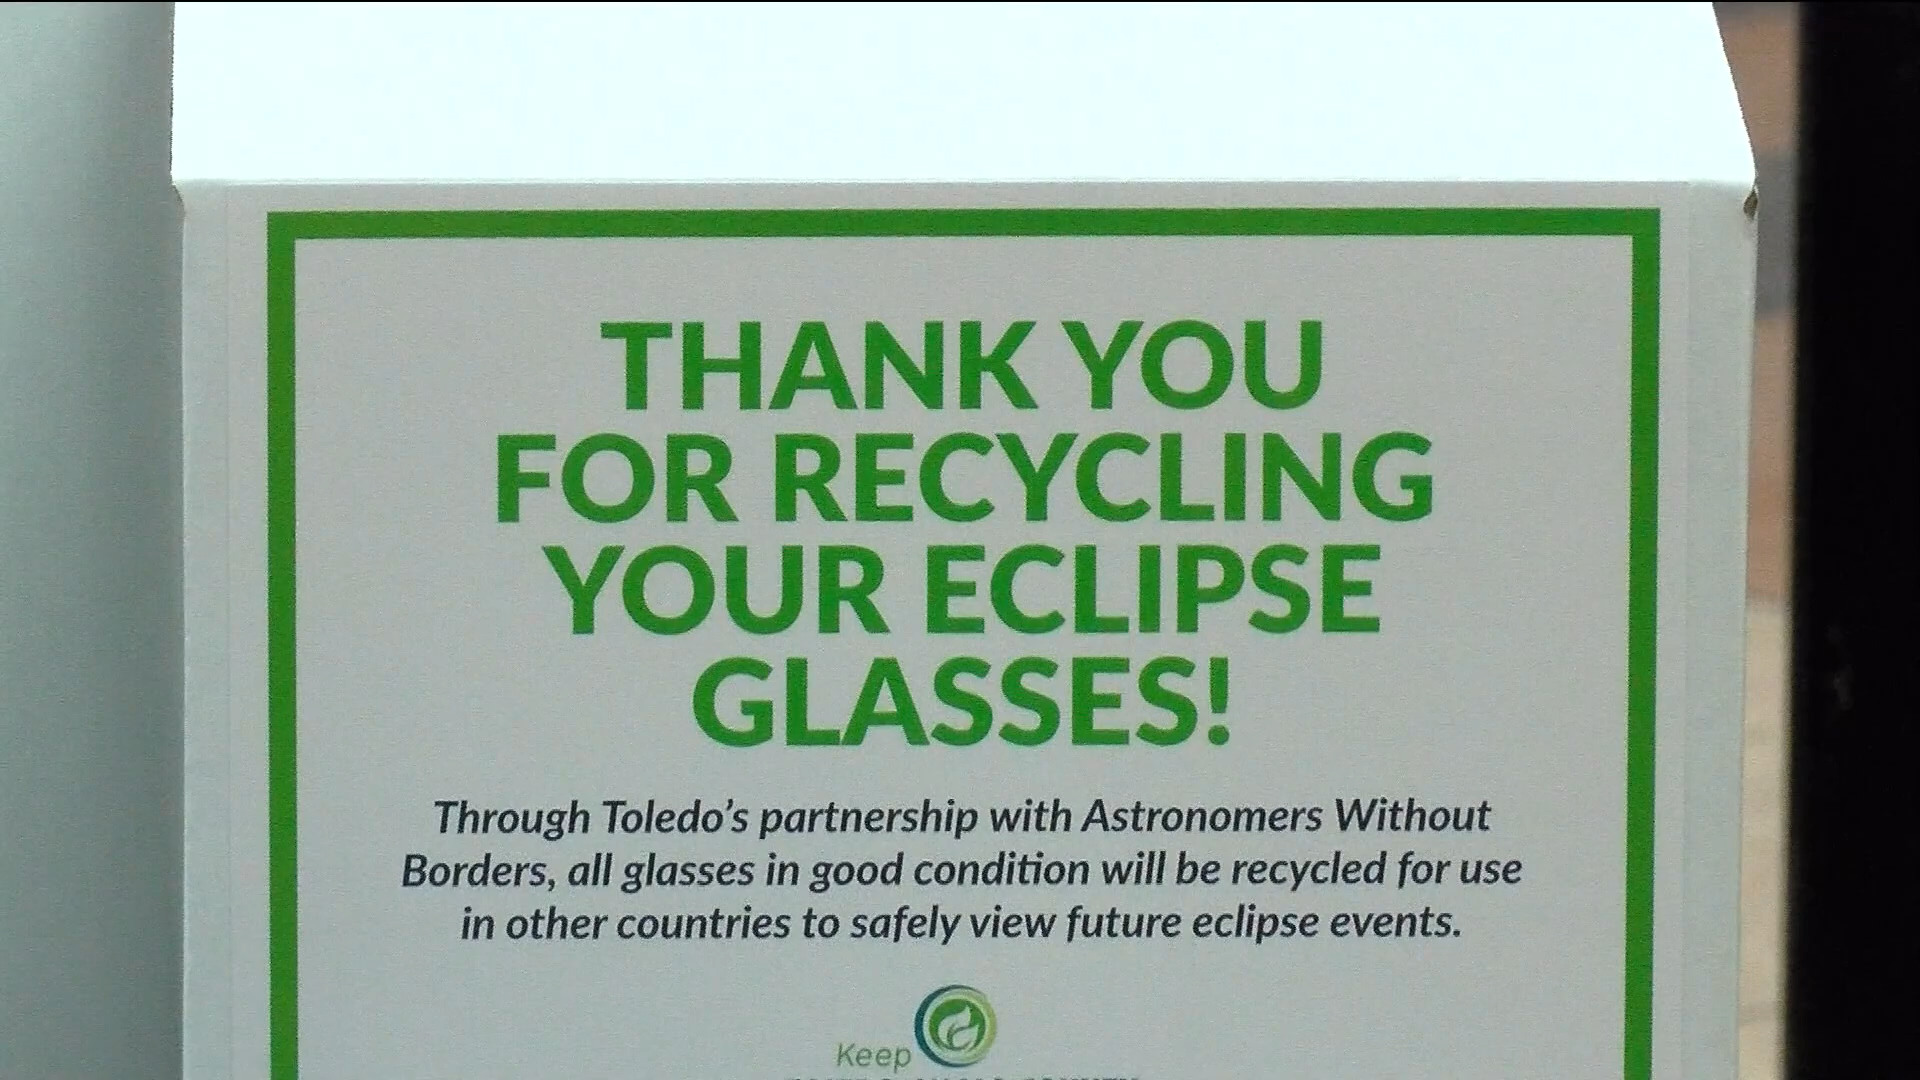 THANK YOU
FOR RECYCLING
YOUR ECLIPSE
GLASSES!
Through Toledo's partnership with Astronomers Without
Borders, all glasses in good condition will be recycled for use
in other countries to safely view future eclipse events.
Keep